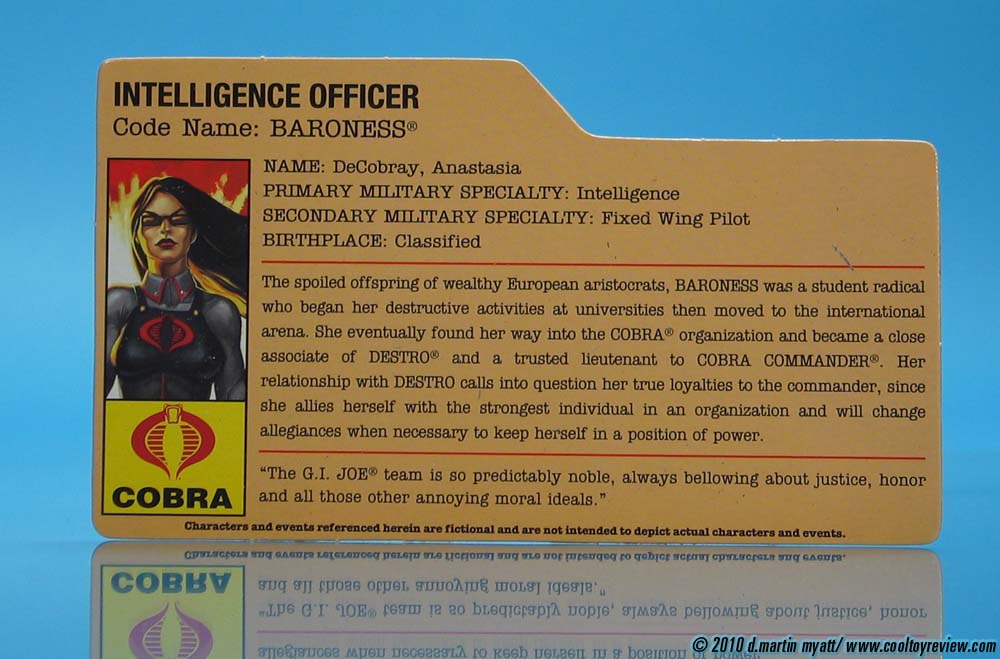 INTELLIGENCE OFFICER
Code Name: BARONESS®
NAME: DeCobray, Anastasia
PRIMARY MILITARY SPECIALTY: Intelligence
SECONDARY MILITARY SPECIALTY: Fixed Wing Pilot
BIRTHPLACE: Classified
The spoiled offspring of wealthy European aristocrats, BARONESS was a student radical
who began her destructive activities at universities then moved to the international
arena. She eventually found her way into the COBRA® organization and became a close
associate of DESTRO® and a trusted lieutenant to COBRA COMMANDER®. Her
relationship with DESTRO calls into question her true loyalties to the commander, since
she allies herself with the strongest individual in an organization and will change
allegiances when necessary to keep herself in a position of power.
"The G.I. JOE® team is so predictably noble, always bellowing about justice, honor
and all those other annoying moral ideals."
COBRA
Characters and events referenced herein are fictional and are not intended to depict actual characters and events.
© 2010 d.martin myatt/ www.cooltoyreview.com